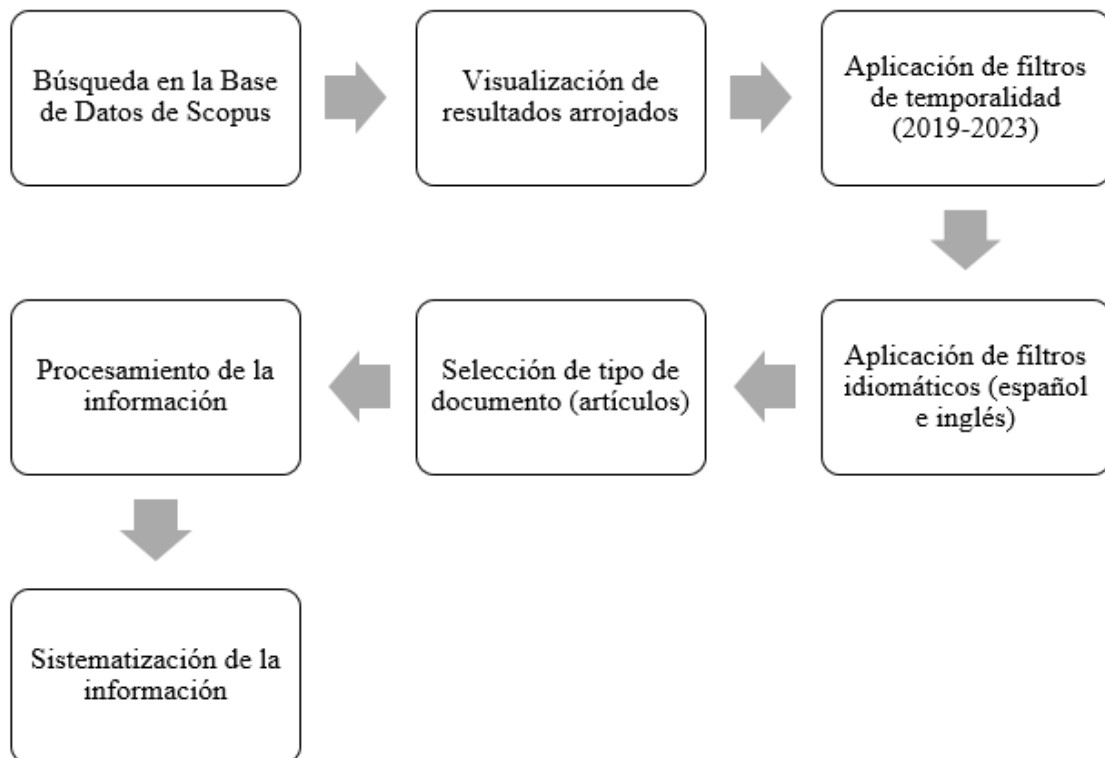 Búsqueda en la Base
de Datos de Scopus
Visualización de
resultados arrojados
Aplicación de filtros
de temporalidad
(2019-2023)
Aplicación de filtros
idiomáticos (español
e inglés)
Selección de tipo de
documento (artículos)
Procesamiento de la
información
Sistematización de la
información